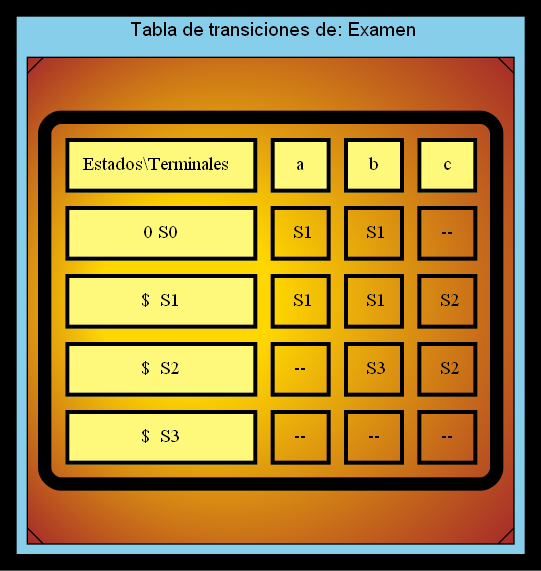 Tabla de transiciones de: Examen
Estados\Terminales a b c
0 S0 S1 S1 --
$ S1 S1 S1 S2
$ S2 -- S3 S2
$ S3 -- -- --